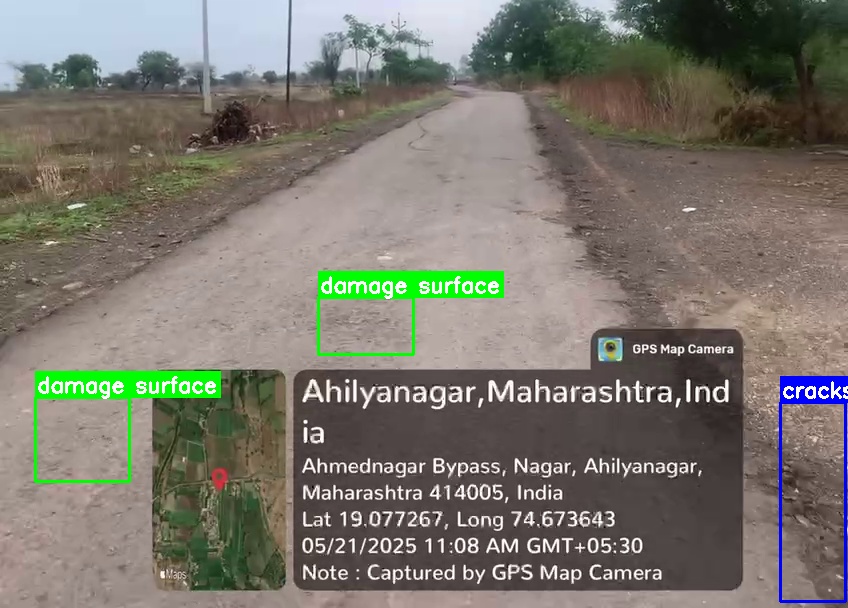 damage surface
GPS Map Camera
damage surface
cracks
Ahilyanagar,Maharashtra,Ind
ia
Ahmednagar Bypass, Nagar, Ahilyanagar,
Maharashtra 414005, India
Lat 19.077267, Long 74.673643
05/21/2025 11:08 AM GMT+05:30
Note : Captured by GPS Map Camera
Maps